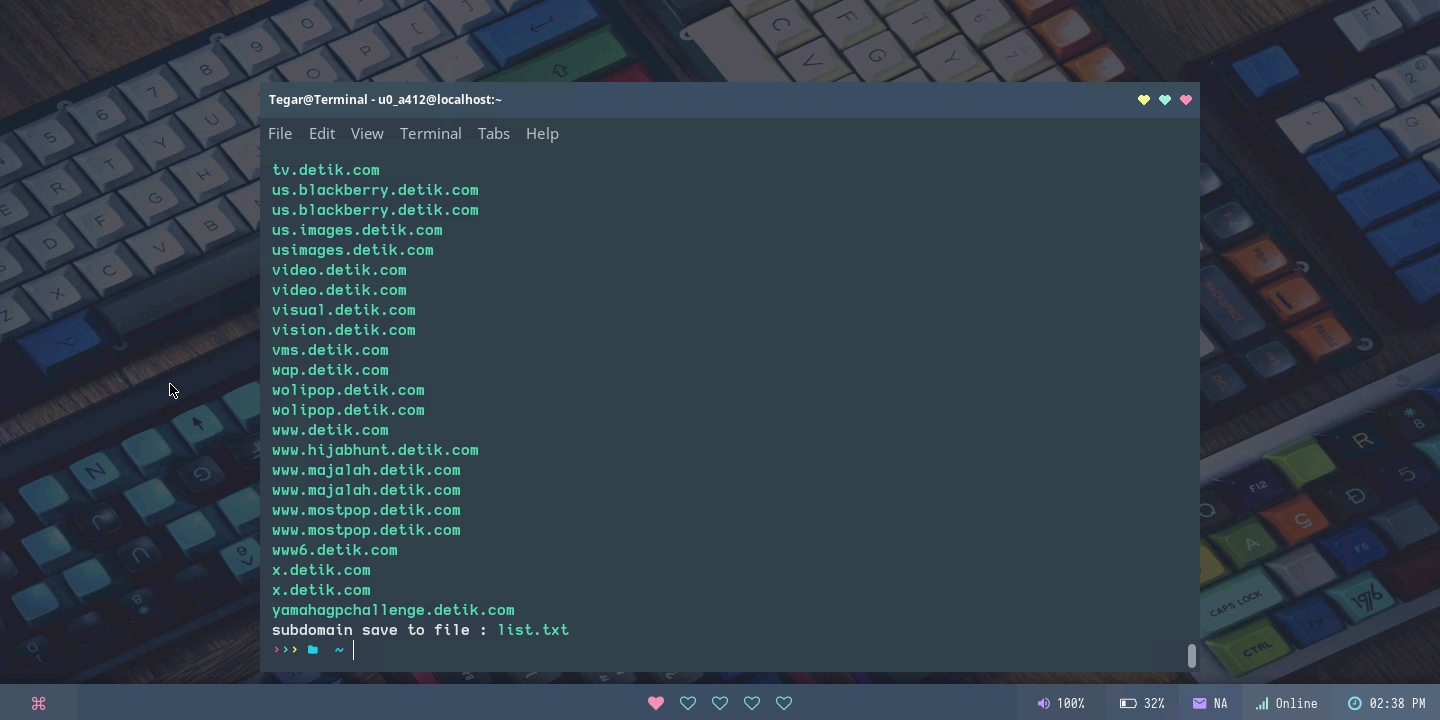 Tegar@Terminal - u0_a412@localhost:~
File Edit View Terminal Tabs Help
tv.detik.com
us.blackberry.detik.com
us.blackberry.detik.com
us.images.detik.com
usimages.detik.com
video.detik.com
video.detik.com
visual.detik.com
vision.detik.com
vms.detik.com
wap.detik.com
wolipop.detik.com
wolipop.detik.com
www.detik.com
www.hijabhunt.detik.com
www.majalah.detik.com
www.majalah.detik.com
www.mostpop.detik.com
www.mostpop.detik.com
www6.detik.com
x.detik.com
x.detik.com
yamahagpchallenge.detik.com
subdomain save to file : list.txt
››› ~
100% 32% NA Online 02:38 PM